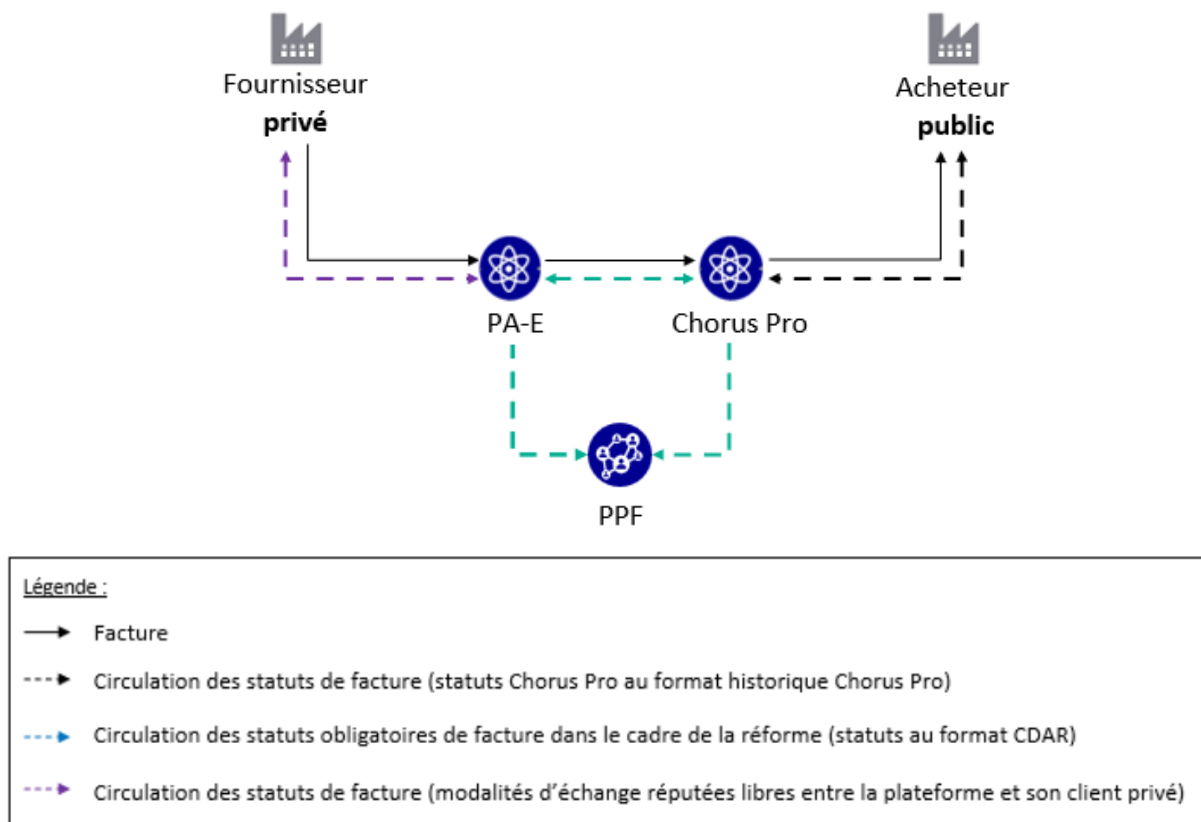 Fournisseur
privé
Acheteur
public
PA-E
Chorus Pro
PPF
Légende :
Facture
Circulation des statuts de facture (statuts Chorus Pro au format historique Chorus Pro)
Circulation des statuts obligatoires de facture dans le cadre de la réforme (statuts au format CDAR)
Circulation des statuts de facture (modalités d’échange réputées libres entre la plateforme et son client privé)